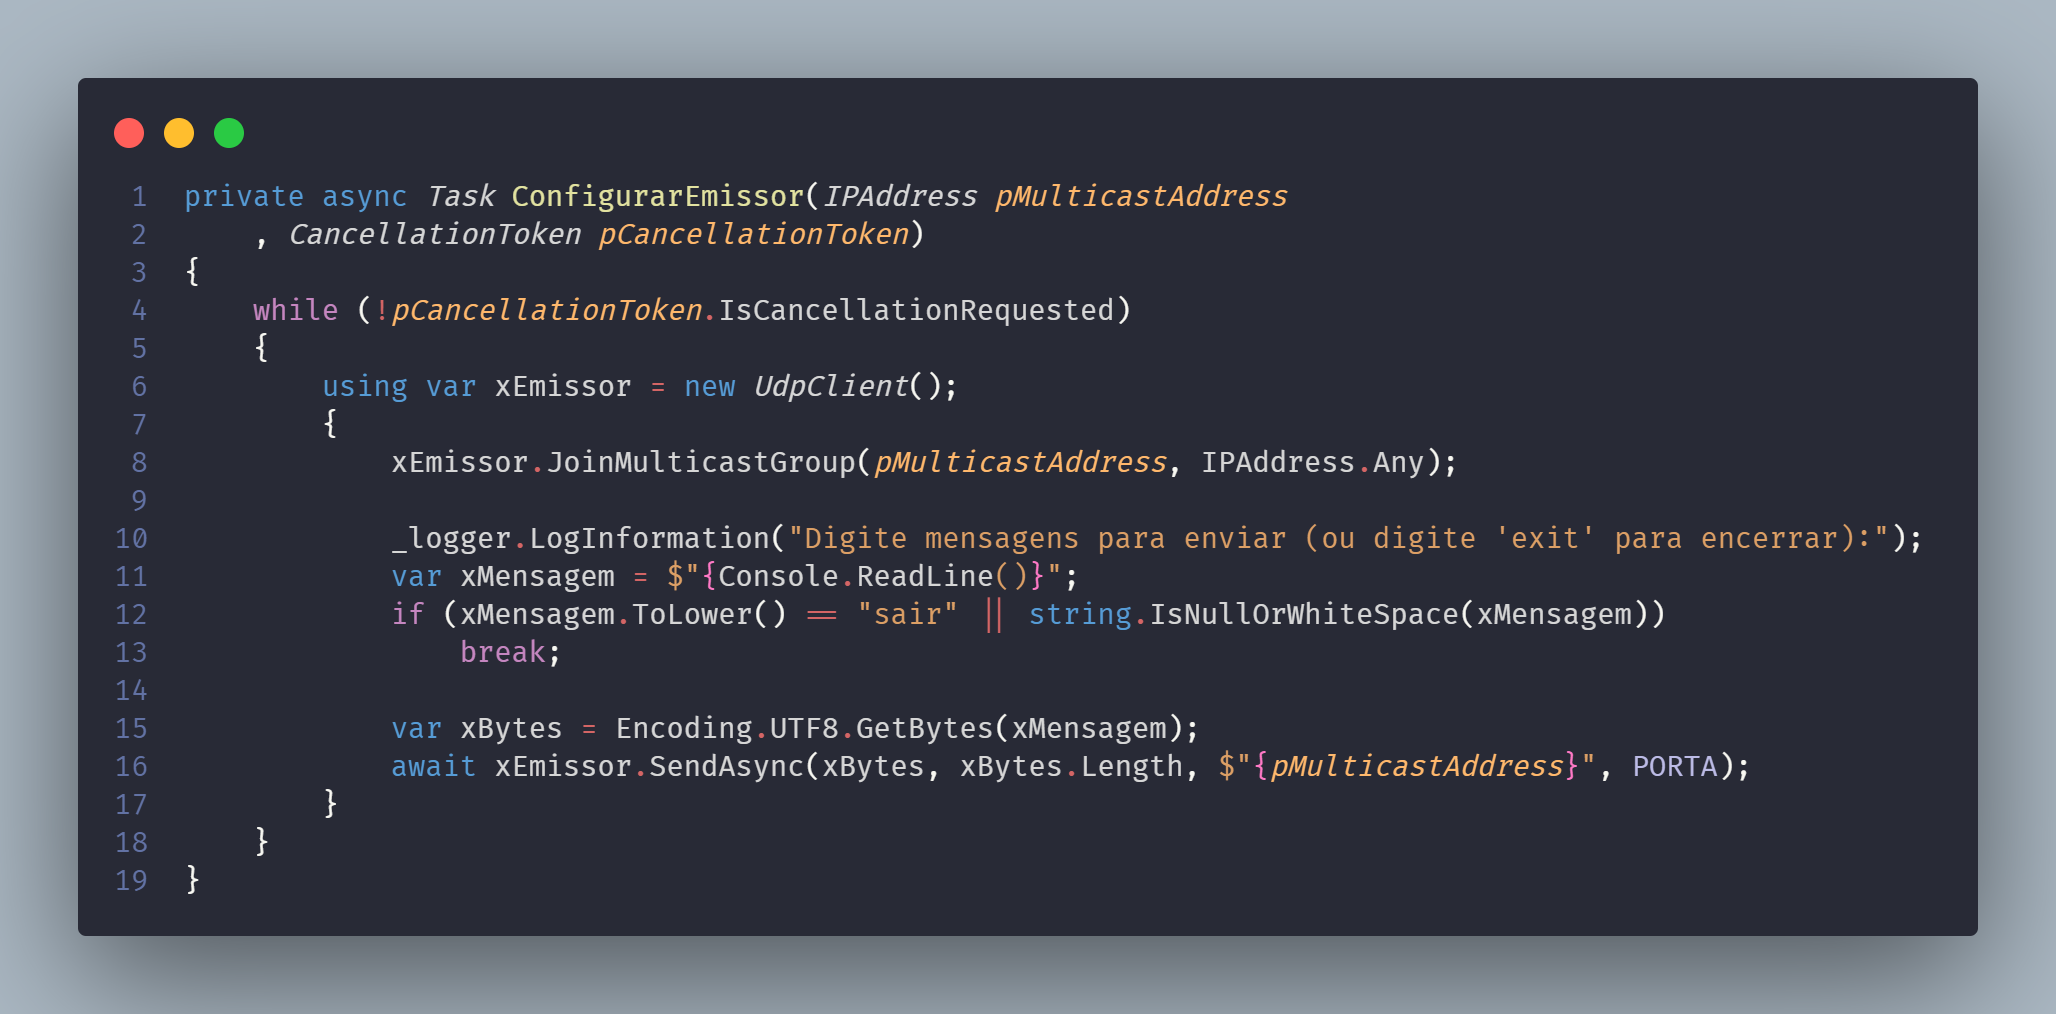 1 private async Task ConfigurarEmissor(IPAddress pMulticastAddress
2     , CancellationToken pCancellationToken)
3 {
4     while (!pCancellationToken.IsCancellationRequested)
5     {
6         using var xEmissor = new UdpClient();
7         {
8             xEmissor.JoinMulticastGroup(pMulticastAddress, IPAddress.Any);
9
10             _logger.LogInformation("Digite mensagens para enviar (ou digite 'exit' para encerrar):");
11             var xMensagem = $"{Console.ReadLine()}";
12             if (xMensagem.ToLower() == "sair" || string.IsNullOrWhiteSpace(xMensagem))
13                 break;
14
15             var xBytes = Encoding.UTF8.GetBytes(xMensagem);
16             await xEmissor.SendAsync(xBytes, xBytes.Length, $"{pMulticastAddress}", PORTA);
17         }
18     }
19 }